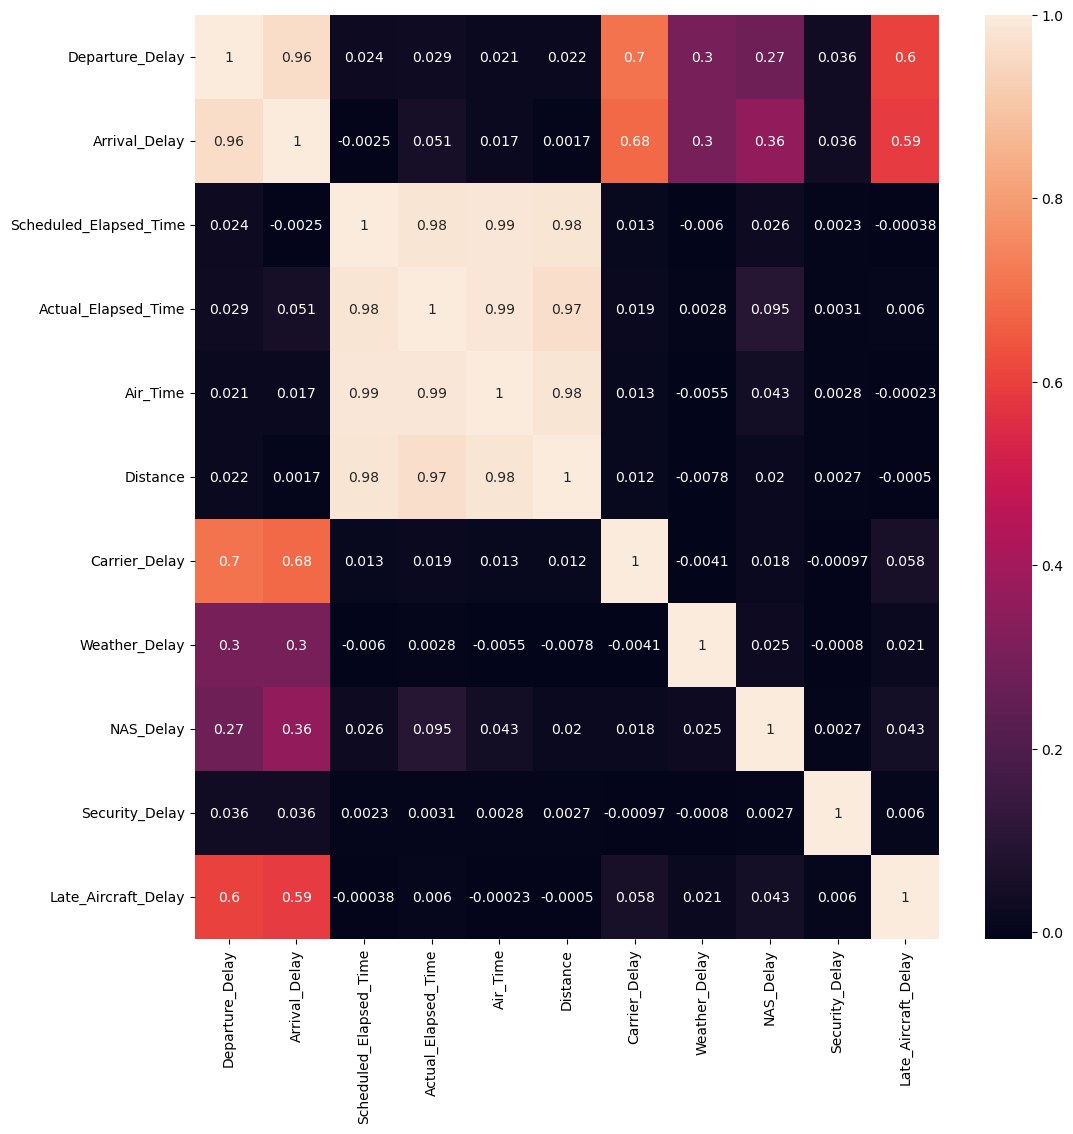 1.0
Departure_Delay 1 0.96 0.024 0.029 0.021 0.022 0.7 0.3 0.27 0.036 0.6
Arrival_Delay 0.96 1 -0.0025 0.051 0.017 0.0017 0.68 0.3 0.36 0.036 0.59
0.8
Scheduled_Elapsed_Time 0.024 -0.0025 1 0.98 0.99 0.98 0.013 -0.006 0.026 0.0023 -0.00038
Actual_Elapsed_Time 0.029 0.051 0.98 1 0.99 0.97 0.019 0.0028 0.095 0.0031 0.006
0.6
Air_Time 0.021 0.017 0.99 0.99 1 0.98 0.013 -0.0055 0.043 0.0028 -0.00023
Distance 0.022 0.0017 0.98 0.97 0.98 1 0.012 -0.0078 0.02 0.0027 -0.0005
0.4
Carrier_Delay 0.7 0.68 0.013 0.019 0.013 0.012 1 -0.0041 0.018 -0.00097 0.058
Weather_Delay 0.3 0.3 -0.006 0.0028 -0.0055 -0.0078 -0.0041 1 0.025 -0.0008 0.021
NAS_Delay 0.27 0.36 0.026 0.095 0.043 0.02 0.018 0.025 1 0.0027 0.043
0.2
Security_Delay 0.036 0.036 0.0023 0.0031 0.0028 0.0027 -0.00097 -0.0008 0.0027 1 0.006
Late_Aircraft_Delay 0.6 0.59 -0.00038 0.006 -0.00023 -0.0005 0.058 0.021 0.043 0.006 1
0.0
Departure_Delay
Arrival_Delay
Scheduled_Elapsed_Time
Actual_Elapsed_Time
Air_Time
Distance
Carrier_Delay
Weather_Delay
NAS_Delay
Security_Delay
Late_Aircraft_Delay